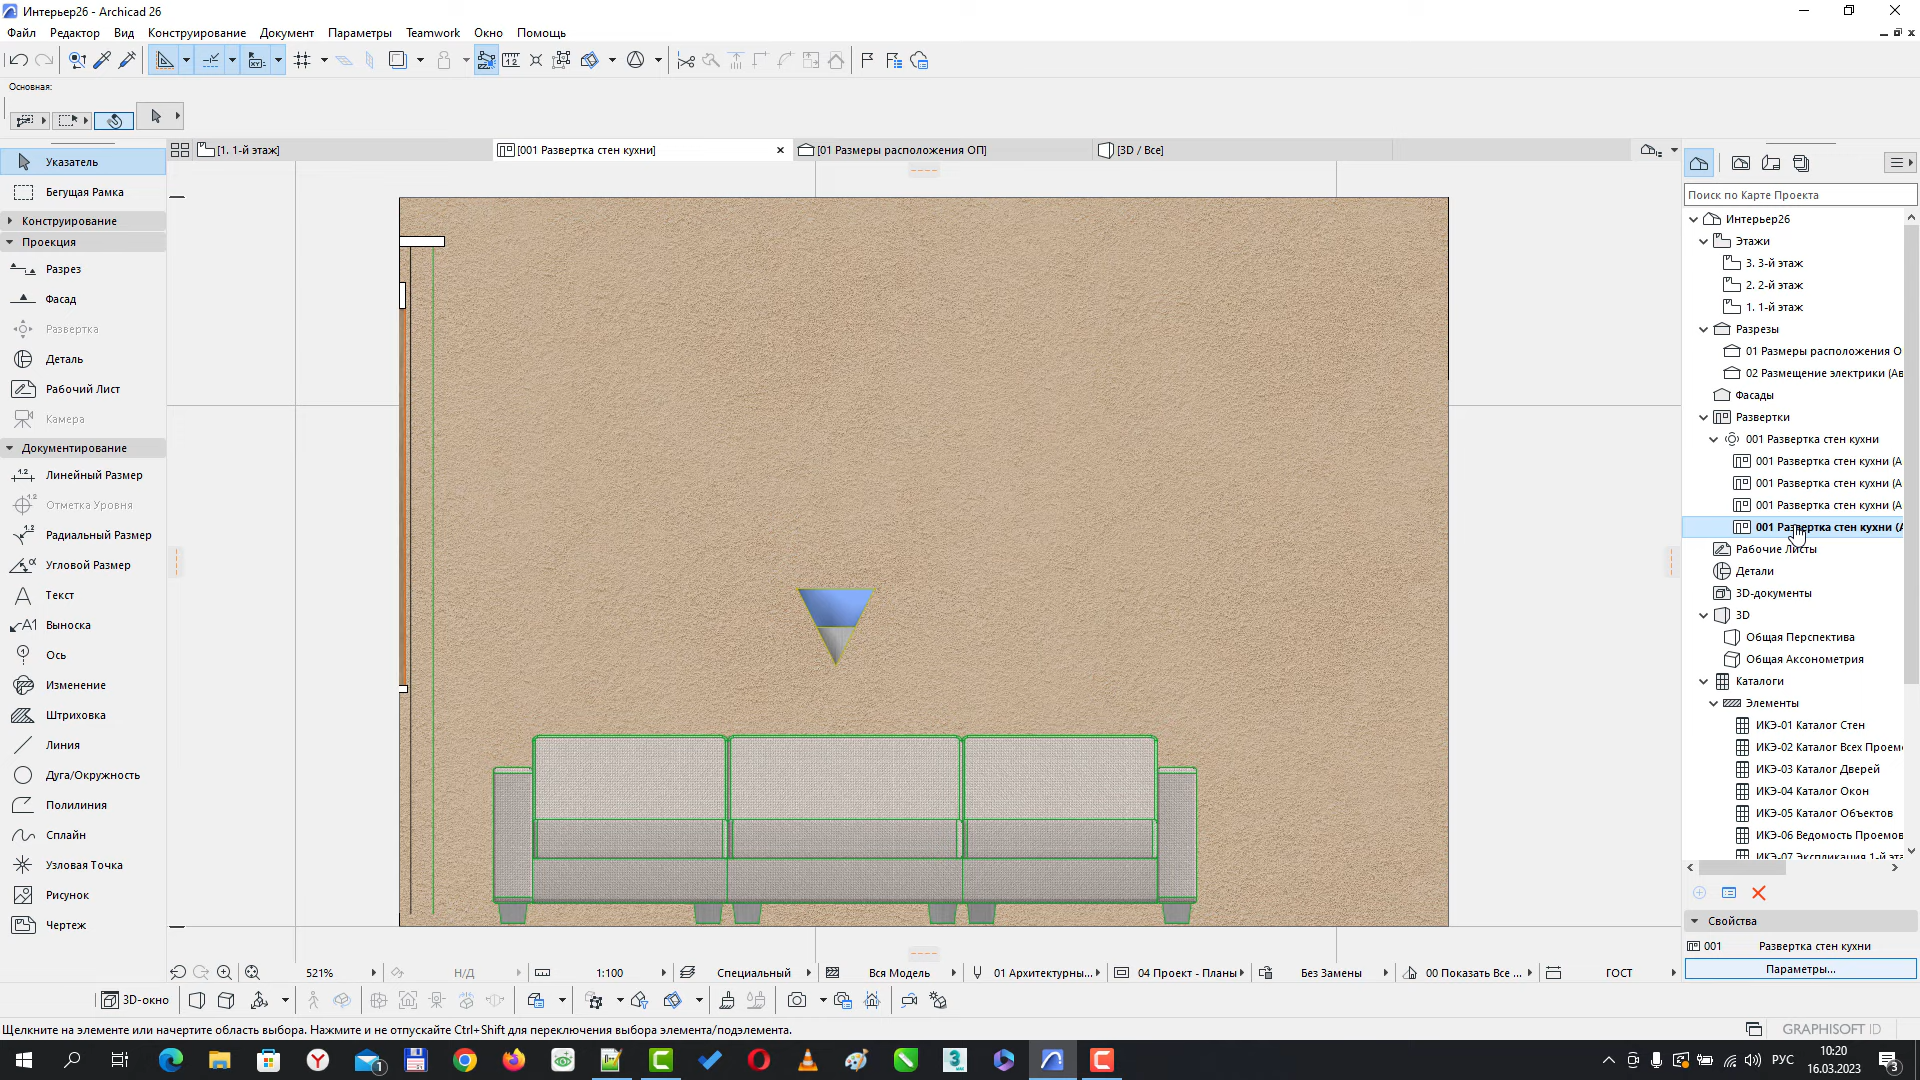 Интерьер26 - Archicad 26
Файл Редактор Вид Конструирование Документ Параметры Teamwork Окно Помощь
Основная:
[1. 1-й этаж]
[001 Развертка стен кухни]
[01 Размеры расположения ОП]
[3D / Все]
Указатель
Бегущая Рамка
Конструирование
Проекция
Разрез
Фасад
Развертка
Деталь
Рабочий Лист
Камера
Документирование
Линейный Размер
Отметка Уровня
Радиальный Размер
Угловой Размер
Текст
Выноска
Ось
Изменение
Штриховка
Линия
Дуга/Окружность
Полилиния
Сплайн
Узловая Точка
Рисунок
Чертеж
Поиск по Карте Проекта
Интерьер26
Этажи
3. 3-й этаж
2. 2-й этаж
1. 1-й этаж
Разрезы
01 Размеры расположения О
02 Размещение электрики (Ав
Фасады
Развертки
001 Развертка стен кухни
001 Развертка стен кухни (А
001 Развертка стен кухни (А
001 Развертка стен кухни (А
001 Развертка стен кухни (А
Рабочие Листы
Детали
3D-документы
3D
Общая Перспектива
Общая Аксонометрия
Каталоги
Элементы
ИКЭ-01 Каталог Стен
ИКЭ-02 Каталог Всех Проем
ИКЭ-03 Каталог Дверей
ИКЭ-04 Каталог Окон
ИКЭ-05 Каталог Объектов
ИКЭ-06 Ведомость Проемов
ИКЭ-07 Экспликация 1-й эта
Свойства
001 Развертка стен кухни
Параметры...
521% Н/Д 1:100 Специальный Вся Модель 01 Архитектурны... 04 Проект - Планы Без Замены 00 Показать Все ... ГОСТ
3D-окно
Щелкните на элементе или начертите область выбора. Нажмите и не отпускайте Ctrl+Shift для переключения выбора элемента/подэлемента.
GRAPHISOFT ID
РУС
10:20
16.03.2023